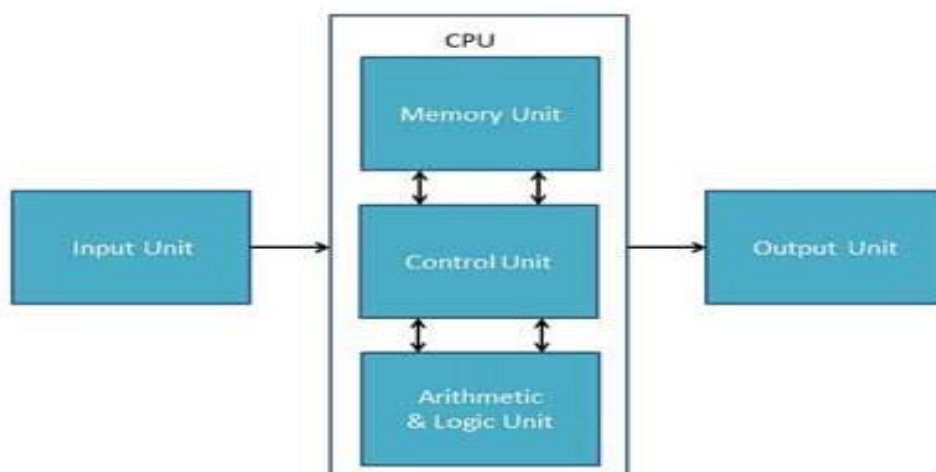 CPU
Memory Unit
Input Unit
Control Unit
Output Unit
Arithmetic
& Logic Unit